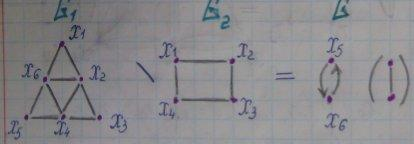 G₁ G₂ G
x₁
x₁ x₂ x₅
x₆ x₂ \ = ( )
x₄ x₃ x₆
x₅ x₄ x₃